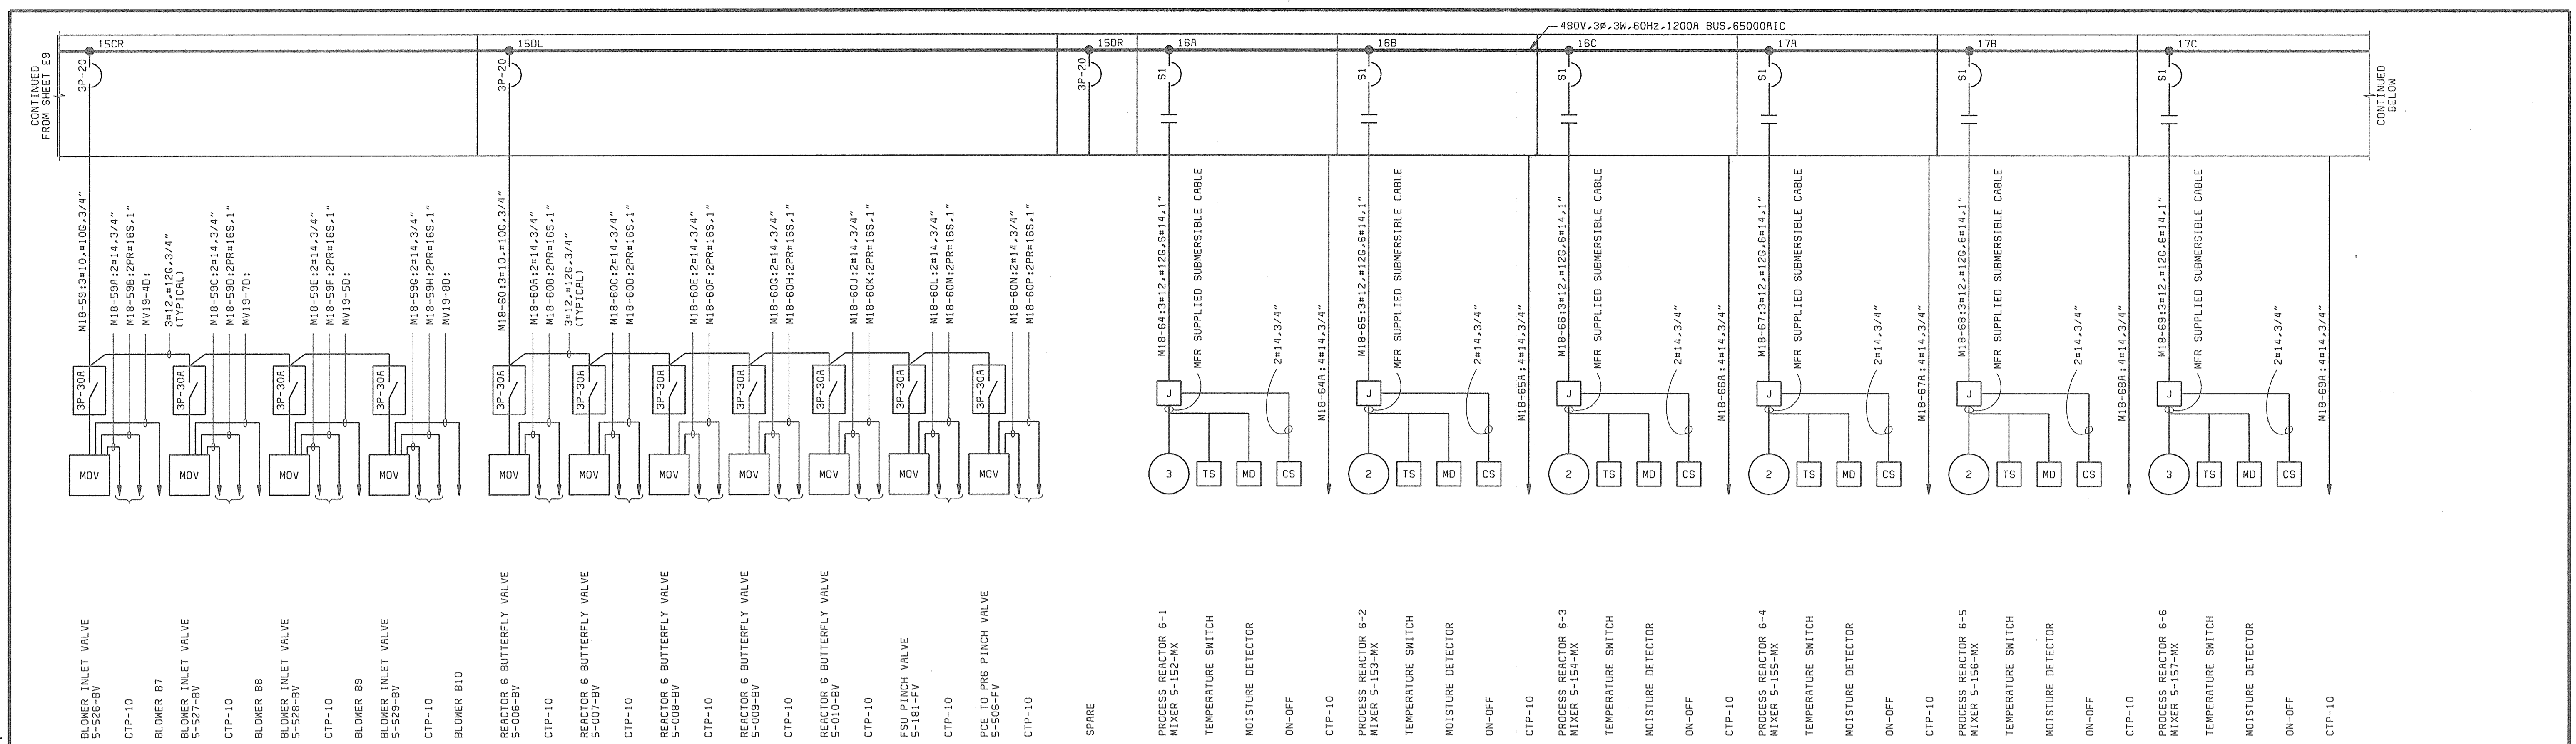 480V,3Ø,3W,60Hz,1200A BUS,65000AIC
CONTINUED
FROM SHEET E9
15CR
3P-20
15DL
3P-20
15DR
3P-20
16A
S1
16B
S1
16C
S1
17A
S1
17B
S1
17C
S1
CONTINUED
BELOW
M18-59:3#10,#10G,3/4"
M18-59A:2#14,3/4"
M18-59B:2PR#16S,1"
MV19-4D:
3#12,#12G,3/4"
(TYPICAL)
M18-59C:2#14,3/4"
M18-59D:2PR#16S,1"
MV19-7D:
M18-59E:2#14,3/4"
M18-59F:2PR#16S,1"
MV19-5D:
M18-59G:2#14,3/4"
M18-59H:2PR#16S,1"
MV19-8D:
M18-60:3#10,#10G,3/4"
M18-60A:2#14,3/4"
M18-60B:2PR#16S,1"
3#12,#12G,3/4"
(TYPICAL)
M18-60C:2#14,3/4"
M18-60D:2PR#16S,1"
M18-60E:2#14,3/4"
M18-60F:2PR#16S,1"
M18-60G:2#14,3/4"
M18-60H:2PR#16S,1"
M18-60J:2#14,3/4"
M18-60K:2PR#16S,1"
M18-60L:2#14,3/4"
M18-60M:2PR#16S,1"
M18-60N:2#14,3/4"
M18-60P:2PR#16S,1"
M18-64:3#12,#12G,6#14,1"
MFR SUPPLIED SUBMERSIBLE CABLE
2#14,3/4"
M18-64A:4#14,3/4"
M18-65:3#12,#12G,6#14,1"
MFR SUPPLIED SUBMERSIBLE CABLE
2#14,3/4"
M18-65A:4#14,3/4"
M18-66:3#12,#12G,6#14,1"
MFR SUPPLIED SUBMERSIBLE CABLE
2#14,3/4"
M18-66A:4#14,3/4"
M18-67:3#12,#12G,6#14,1"
MFR SUPPLIED SUBMERSIBLE CABLE
2#14,3/4"
M18-67A:4#14,3/4"
M18-68:3#12,#12G,6#14,1"
MFR SUPPLIED SUBMERSIBLE CABLE
2#14,3/4"
M18-68A:4#14,3/4"
M18-69:3#12,#12G,6#14,1"
MFR SUPPLIED SUBMERSIBLE CABLE
2#14,3/4"
M18-69A:4#14,3/4"
3P-30A
3P-30A
3P-30A
3P-30A
3P-30A
3P-30A
3P-30A
3P-30A
3P-30A
3P-30A
3P-30A
J
J
J
J
J
J
MOV
MOV
MOV
MOV
MOV
MOV
MOV
MOV
MOV
MOV
MOV
3
TS
MD
CS
2
TS
MD
CS
2
TS
MD
CS
2
TS
MD
CS
2
TS
MD
CS
3
TS
MD
CS
BLOWER INLET VALVE
5-526-BV
CTP-10
BLOWER B7
BLOWER INLET VALVE
5-527-BV
CTP-10
BLOWER B8
BLOWER INLET VALVE
5-528-BV
CTP-10
BLOWER B9
BLOWER INLET VALVE
5-529-BV
CTP-10
BLOWER B10
REACTOR 6 BUTTERFLY VALVE
5-006-BV
CTP-10
REACTOR 6 BUTTERFLY VALVE
5-007-BV
CTP-10
REACTOR 6 BUTTERFLY VALVE
5-008-BV
CTP-10
REACTOR 6 BUTTERFLY VALVE
5-009-BV
CTP-10
REACTOR 6 BUTTERFLY VALVE
5-010-BV
CTP-10
FSU PINCH VALVE
5-181-FV
CTP-10
PCE TO PR6 PINCH VALVE
5-506-FV
CTP-10
SPARE
PROCESS REACTOR 6-1
MIXER 5-152-MX
TEMPERATURE SWITCH
MOISTURE DETECTOR
ON-OFF
CTP-10
PROCESS REACTOR 6-2
MIXER 5-153-MX
TEMPERATURE SWITCH
MOISTURE DETECTOR
ON-OFF
CTP-10
PROCESS REACTOR 6-3
MIXER 5-154-MX
TEMPERATURE SWITCH
MOISTURE DETECTOR
ON-OFF
CTP-10
PROCESS REACTOR 6-4
MIXER 5-155-MX
TEMPERATURE SWITCH
MOISTURE DETECTOR
ON-OFF
CTP-10
PROCESS REACTOR 6-5
MIXER 5-156-MX
TEMPERATURE SWITCH
MOISTURE DETECTOR
ON-OFF
CTP-10
PROCESS REACTOR 6-6
MIXER 5-157-MX
TEMPERATURE SWITCH
MOISTURE DETECTOR
ON-OFF
CTP-10